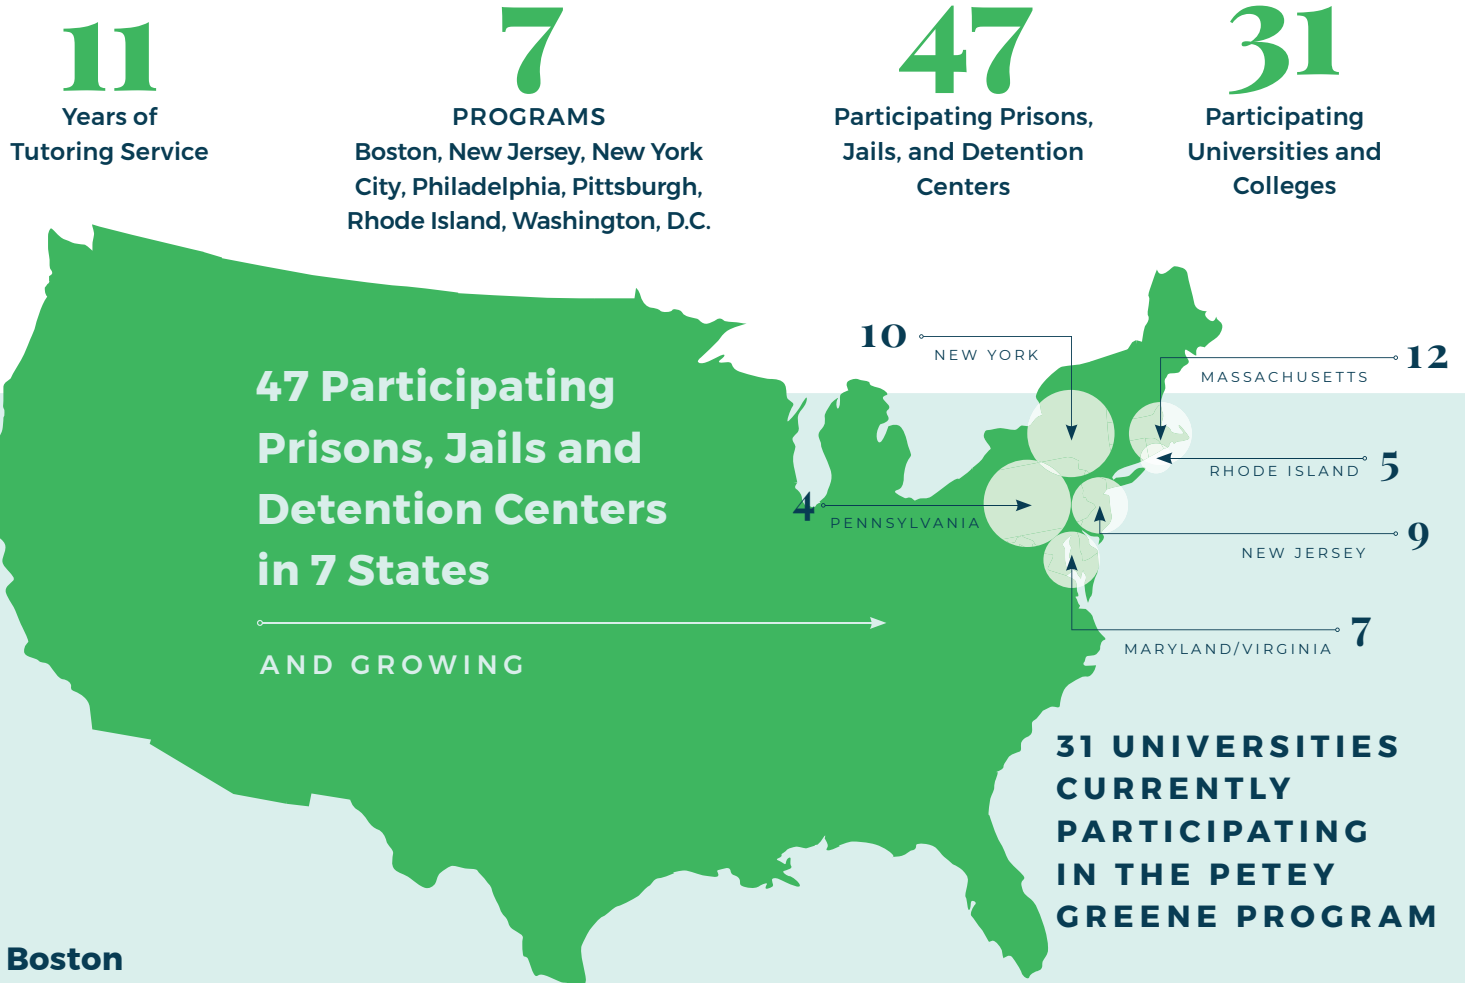 11
Years of
Tutoring Service
7
PROGRAMS
Boston, New Jersey, New York
City, Philadelphia, Pittsburgh,
Rhode Island, Washington, D.C.
47
Participating Prisons,
Jails, and Detention
Centers
31
Participating
Universities and
Colleges
47 Participating
Prisons, Jails and
Detention Centers
in 7 States
AND GROWING
10
NEW YORK
12
MASSACHUSETTS
5
RHODE ISLAND
4
PENNSYLVANIA
9
NEW JERSEY
7
MARYLAND/VIRGINIA
31 UNIVERSITIES
CURRENTLY
PARTICIPATING
IN THE PETEY
GREENE PROGRAM
Boston